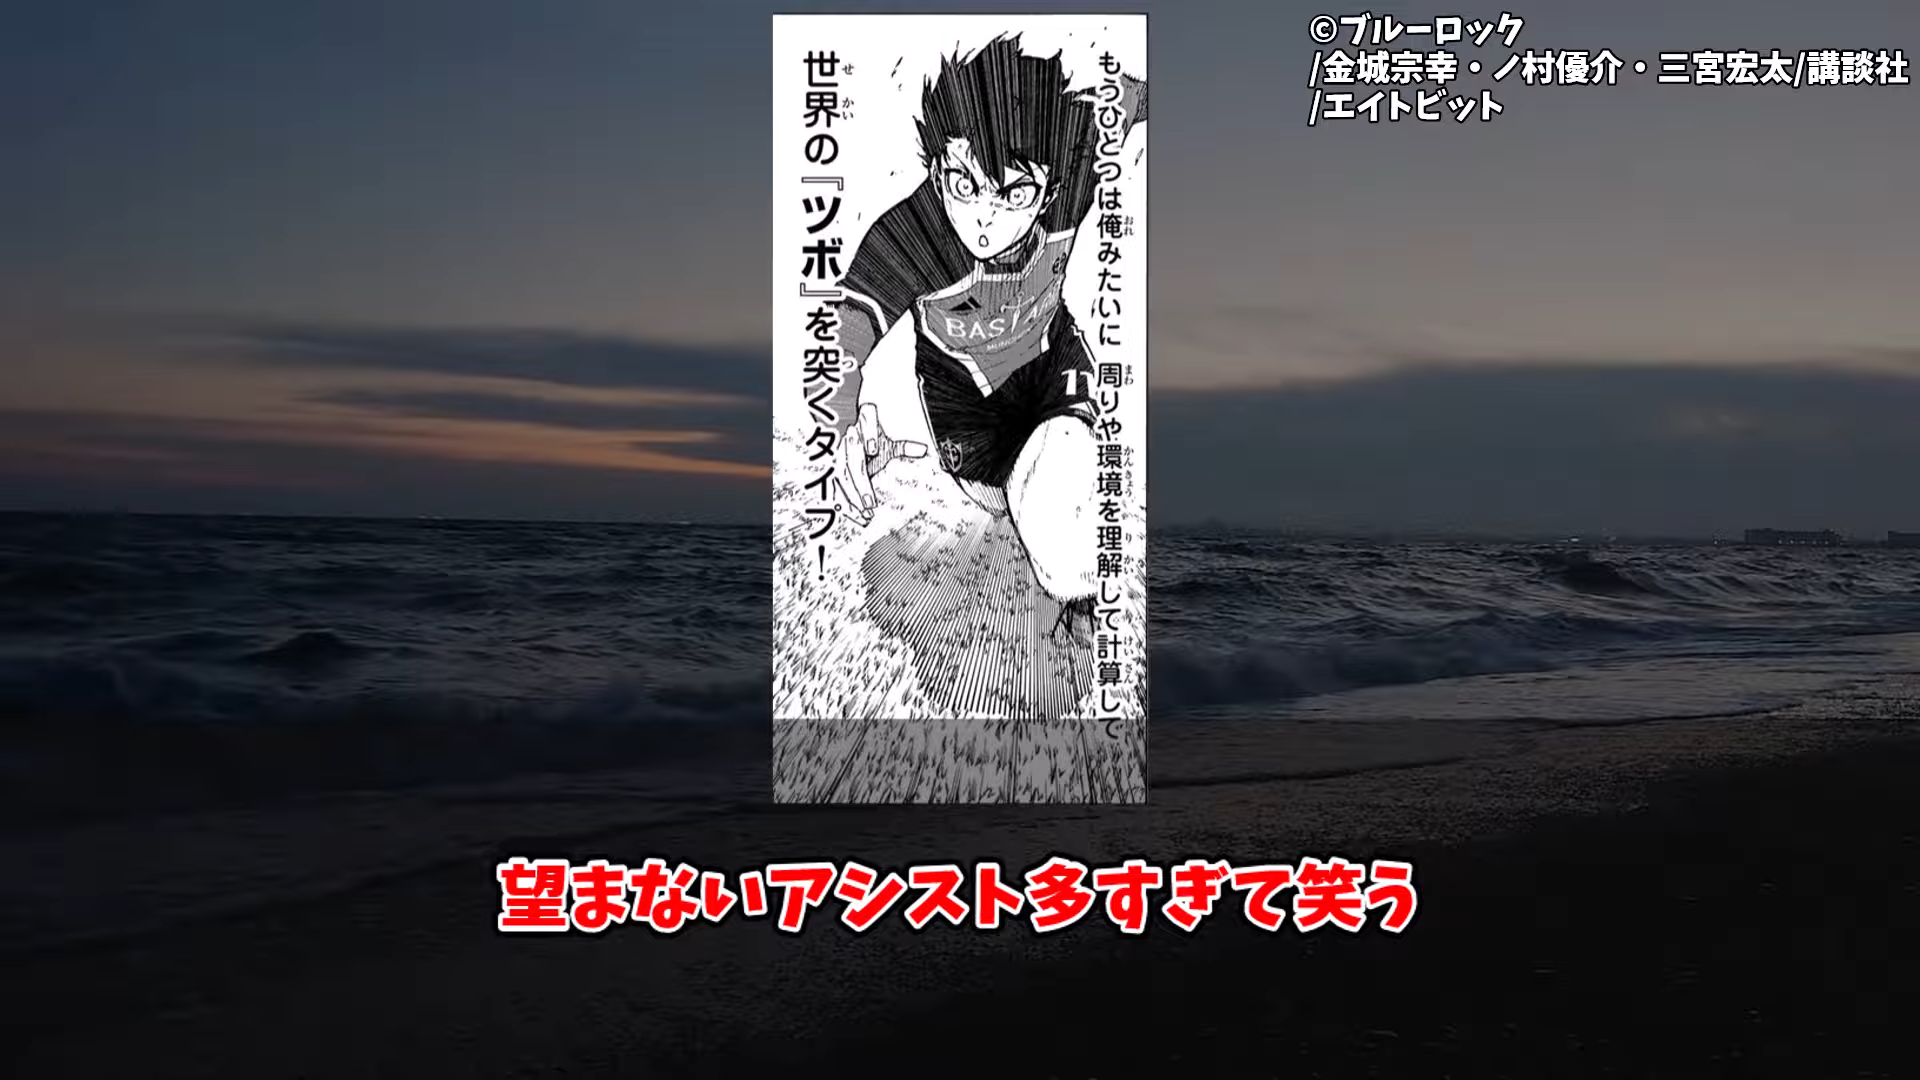 ©ブルーロック
/金城宗幸・ノ村優介・三宮宏太/講談社
/エイトビット
もうひとつは俺みたいに 周りや環境を理解して計算して
世界の『ツボ』を突くタイプ！
BASTA
11
望まないアシスト多すぎて笑う